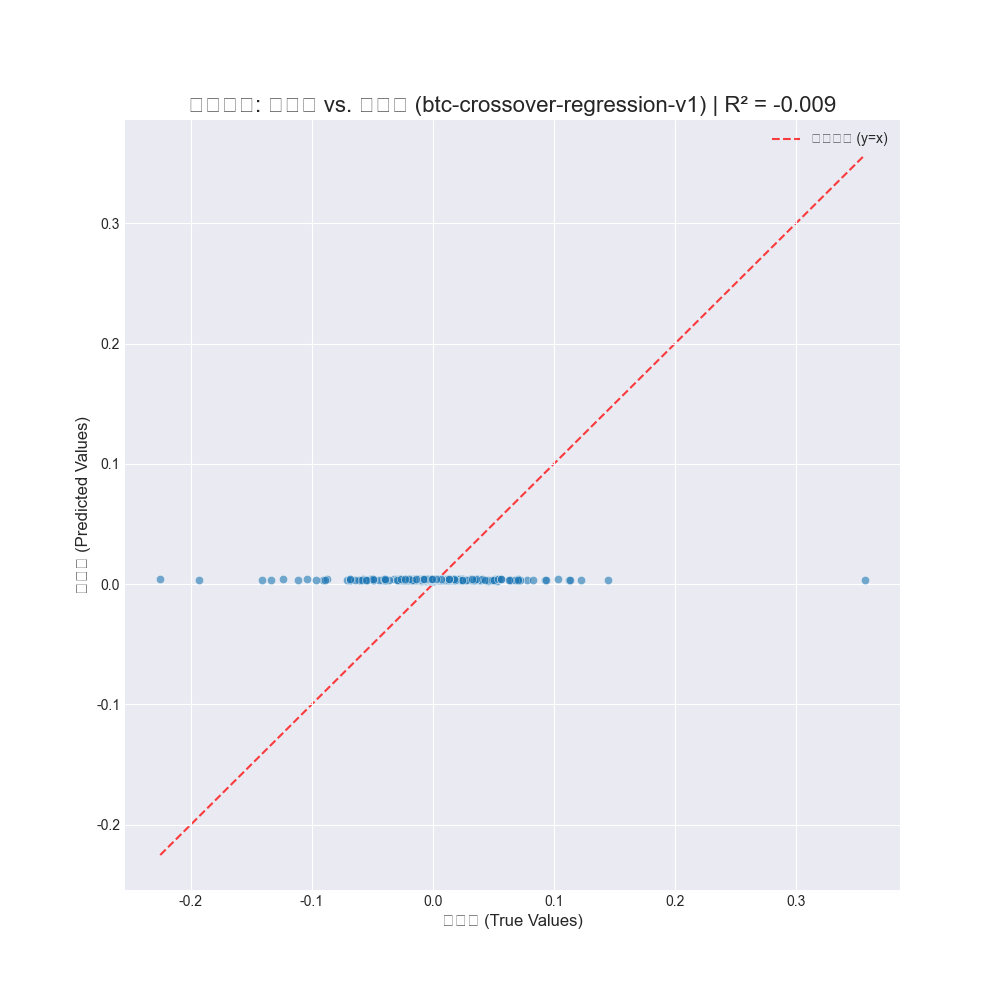 □□□□: □□□ vs. □□□ (btc-crossover-regression-v1) | R² = -0.009
□□□□ (y=x)
□□□ (Predicted Values)
0.3
0.2
0.1
0.0
-0.1
-0.2
-0.2 -0.1 0.0 0.1 0.2 0.3
□□□ (True Values)